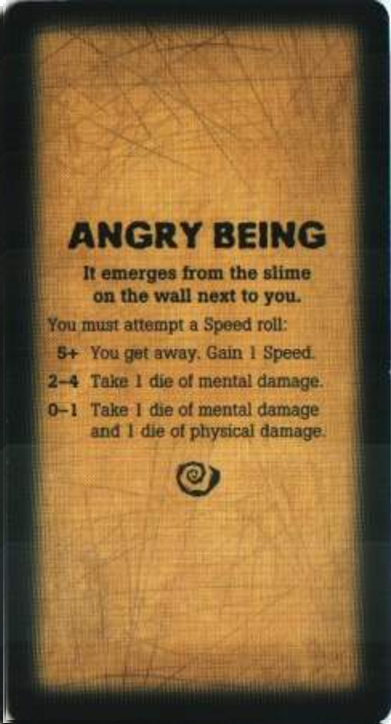 ANGRY BEING
It emerges from the slime
on the wall next to you.
You must attempt a Speed roll:
5+ You get away. Gain 1 Speed.
2–4 Take 1 die of mental damage.
0–1 Take 1 die of mental damage
and 1 die of physical damage.